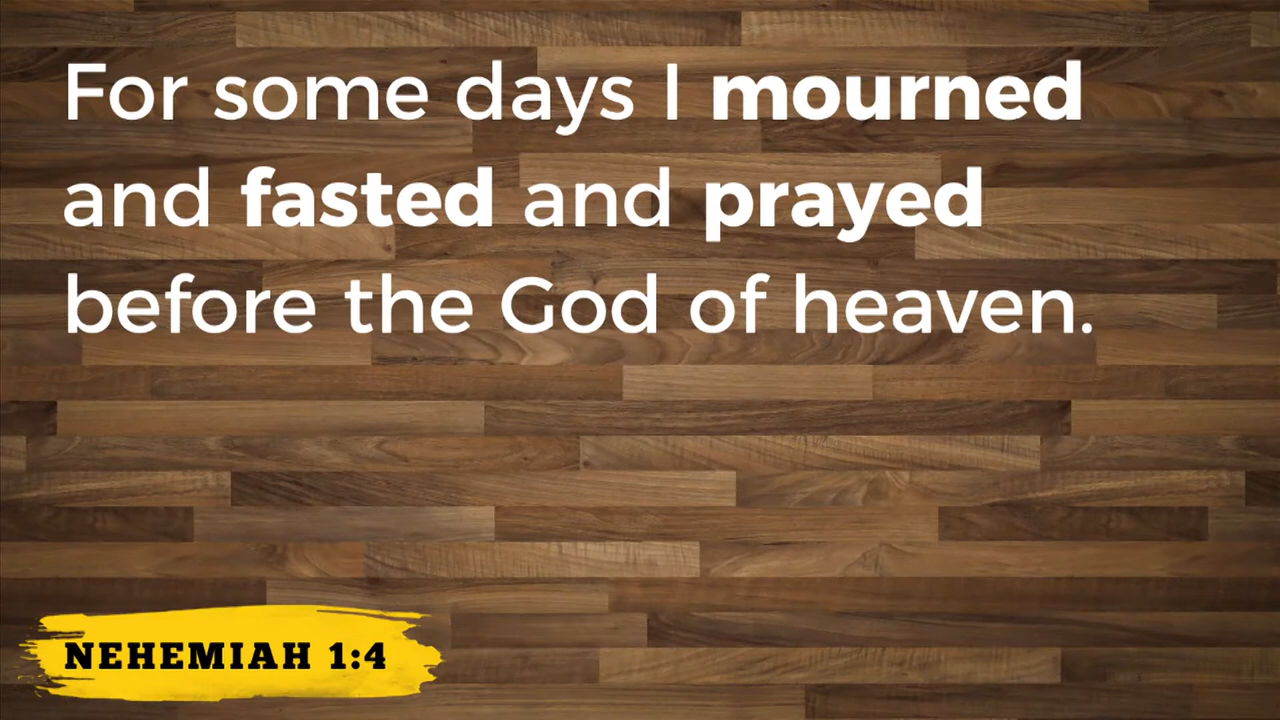 For some days I mourned
and fasted and prayed
before the God of heaven.
NEHEMIAH 1:4